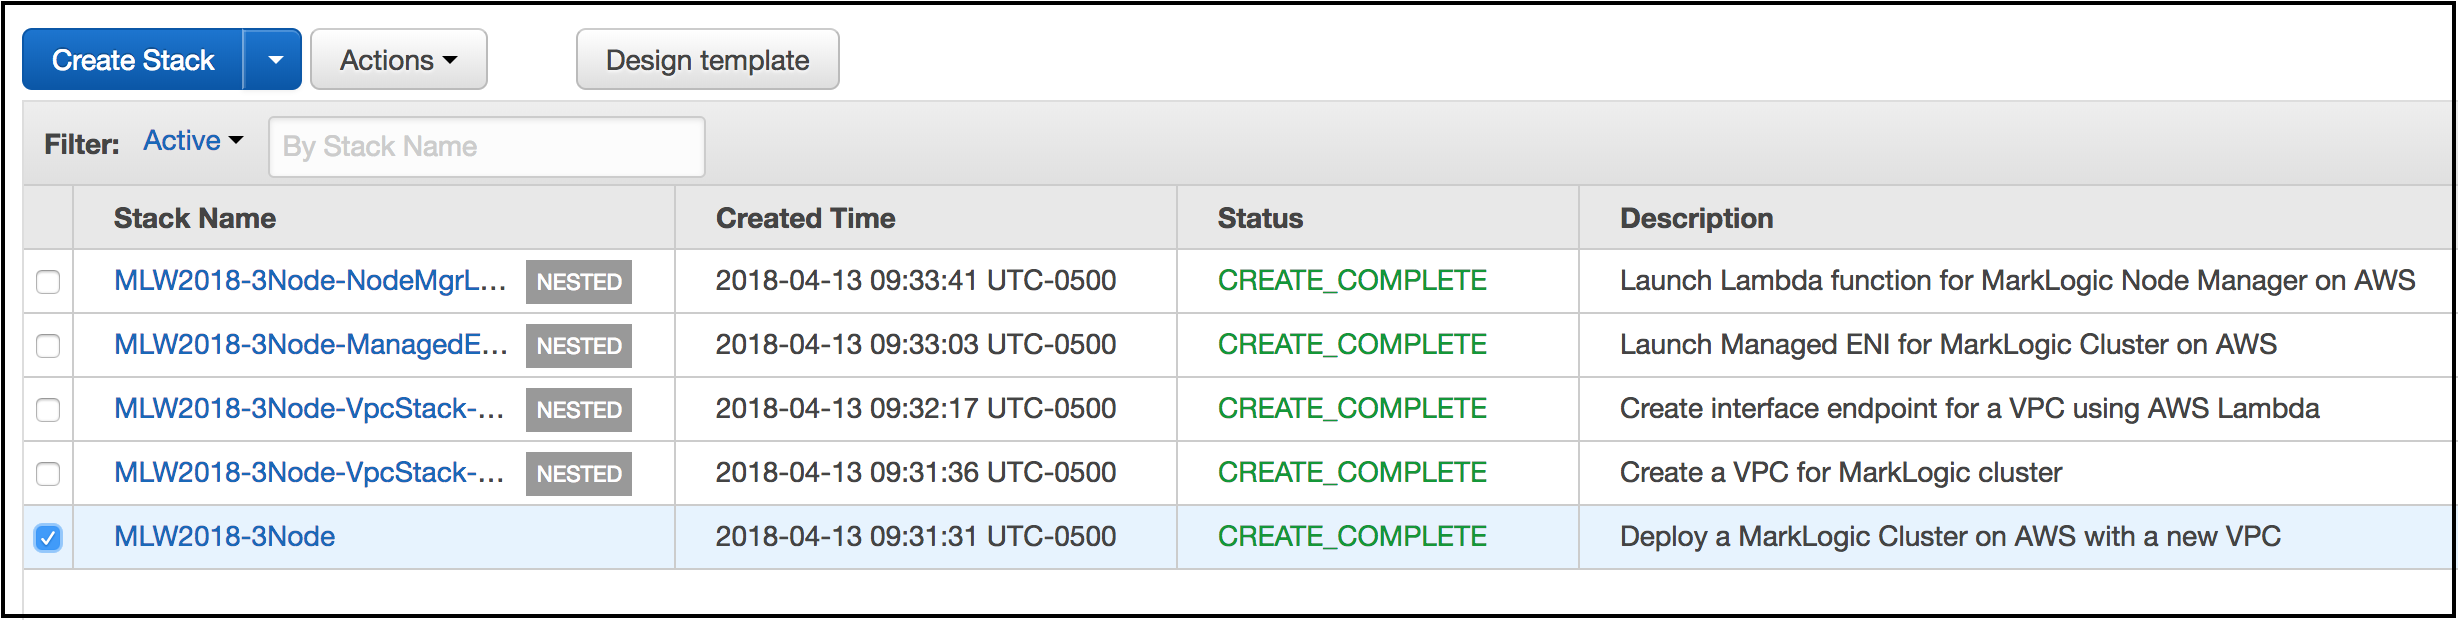 Create Stack Actions Design template
Filter: Active By Stack Name
Stack Name Created Time Status Description
MLW2018-3Node-NodeMgrL... NESTED 2018-04-13 09:33:41 UTC-0500 CREATE_COMPLETE Launch Lambda function for MarkLogic Node Manager on AWS
MLW2018-3Node-ManagedE... NESTED 2018-04-13 09:33:03 UTC-0500 CREATE_COMPLETE Launch Managed ENI for MarkLogic Cluster on AWS
MLW2018-3Node-VpcStack-... NESTED 2018-04-13 09:32:17 UTC-0500 CREATE_COMPLETE Create interface endpoint for a VPC using AWS Lambda
MLW2018-3Node-VpcStack-... NESTED 2018-04-13 09:31:36 UTC-0500 CREATE_COMPLETE Create a VPC for MarkLogic cluster
MLW2018-3Node 2018-04-13 09:31:31 UTC-0500 CREATE_COMPLETE Deploy a MarkLogic Cluster on AWS with a new VPC